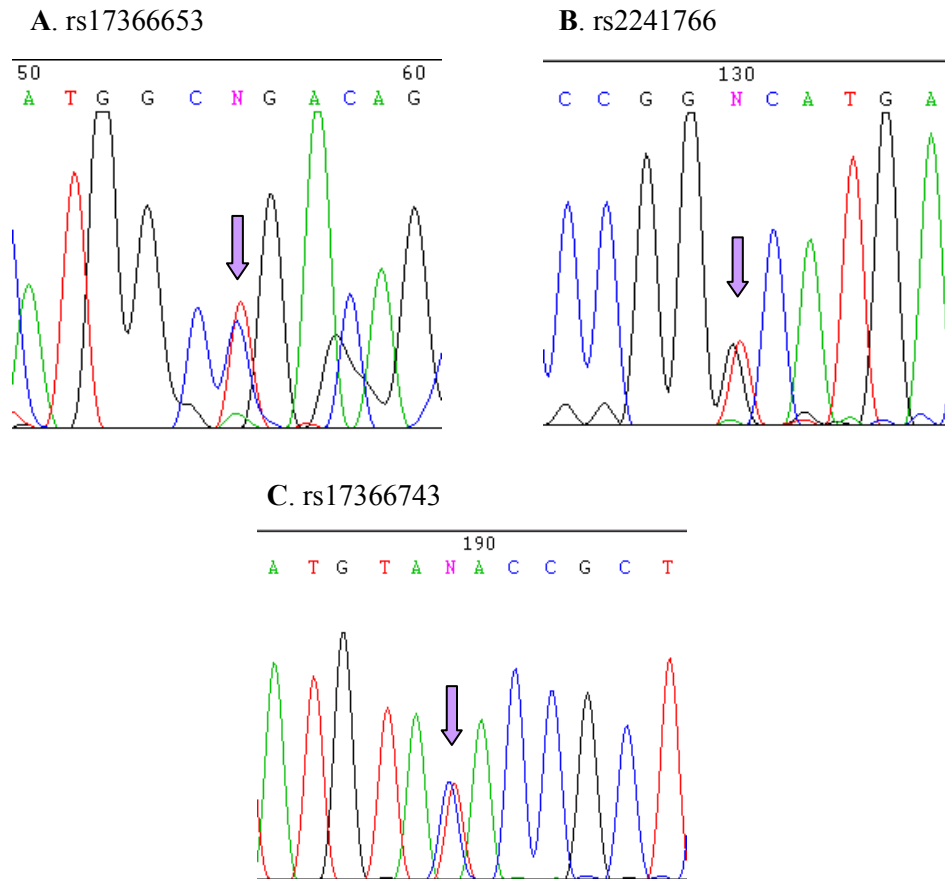 A. rs17366653
50 60
A T G G C N G A C A G
B. rs2241766
130
C C G G N C A T G A
C. rs17366743
190
A T G T A N A C C G C T